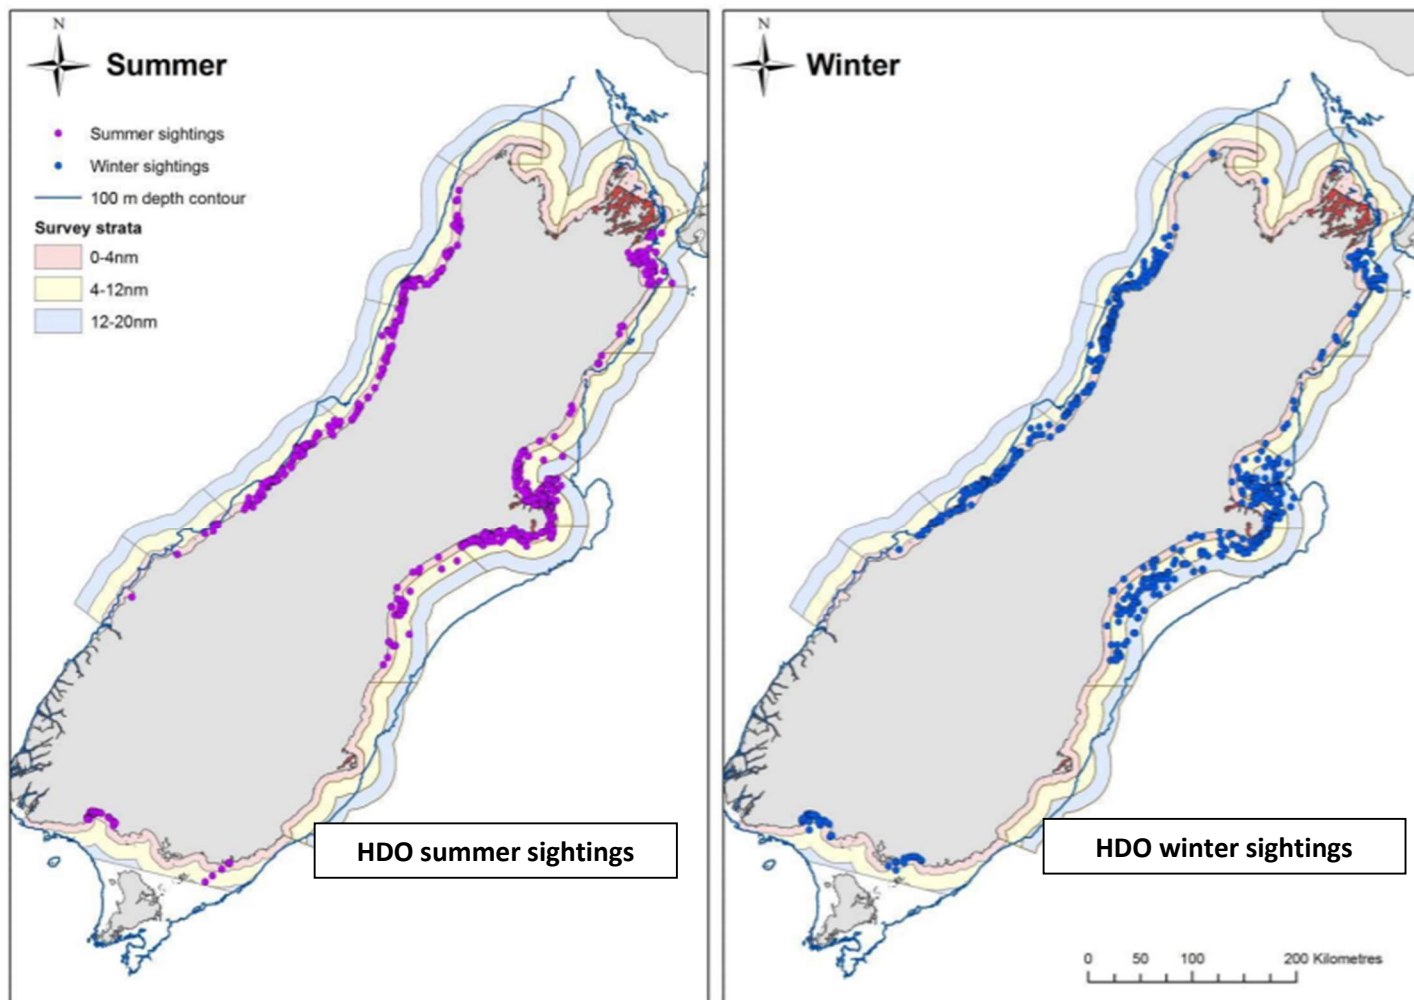 N
Summer
Summer sightings
Winter sightings
100 m depth contour
Survey strata
0-4nm
4-12nm
12-20nm
HDO summer sightings
N
Winter
HDO winter sightings
0 50 100 200 Kilometres